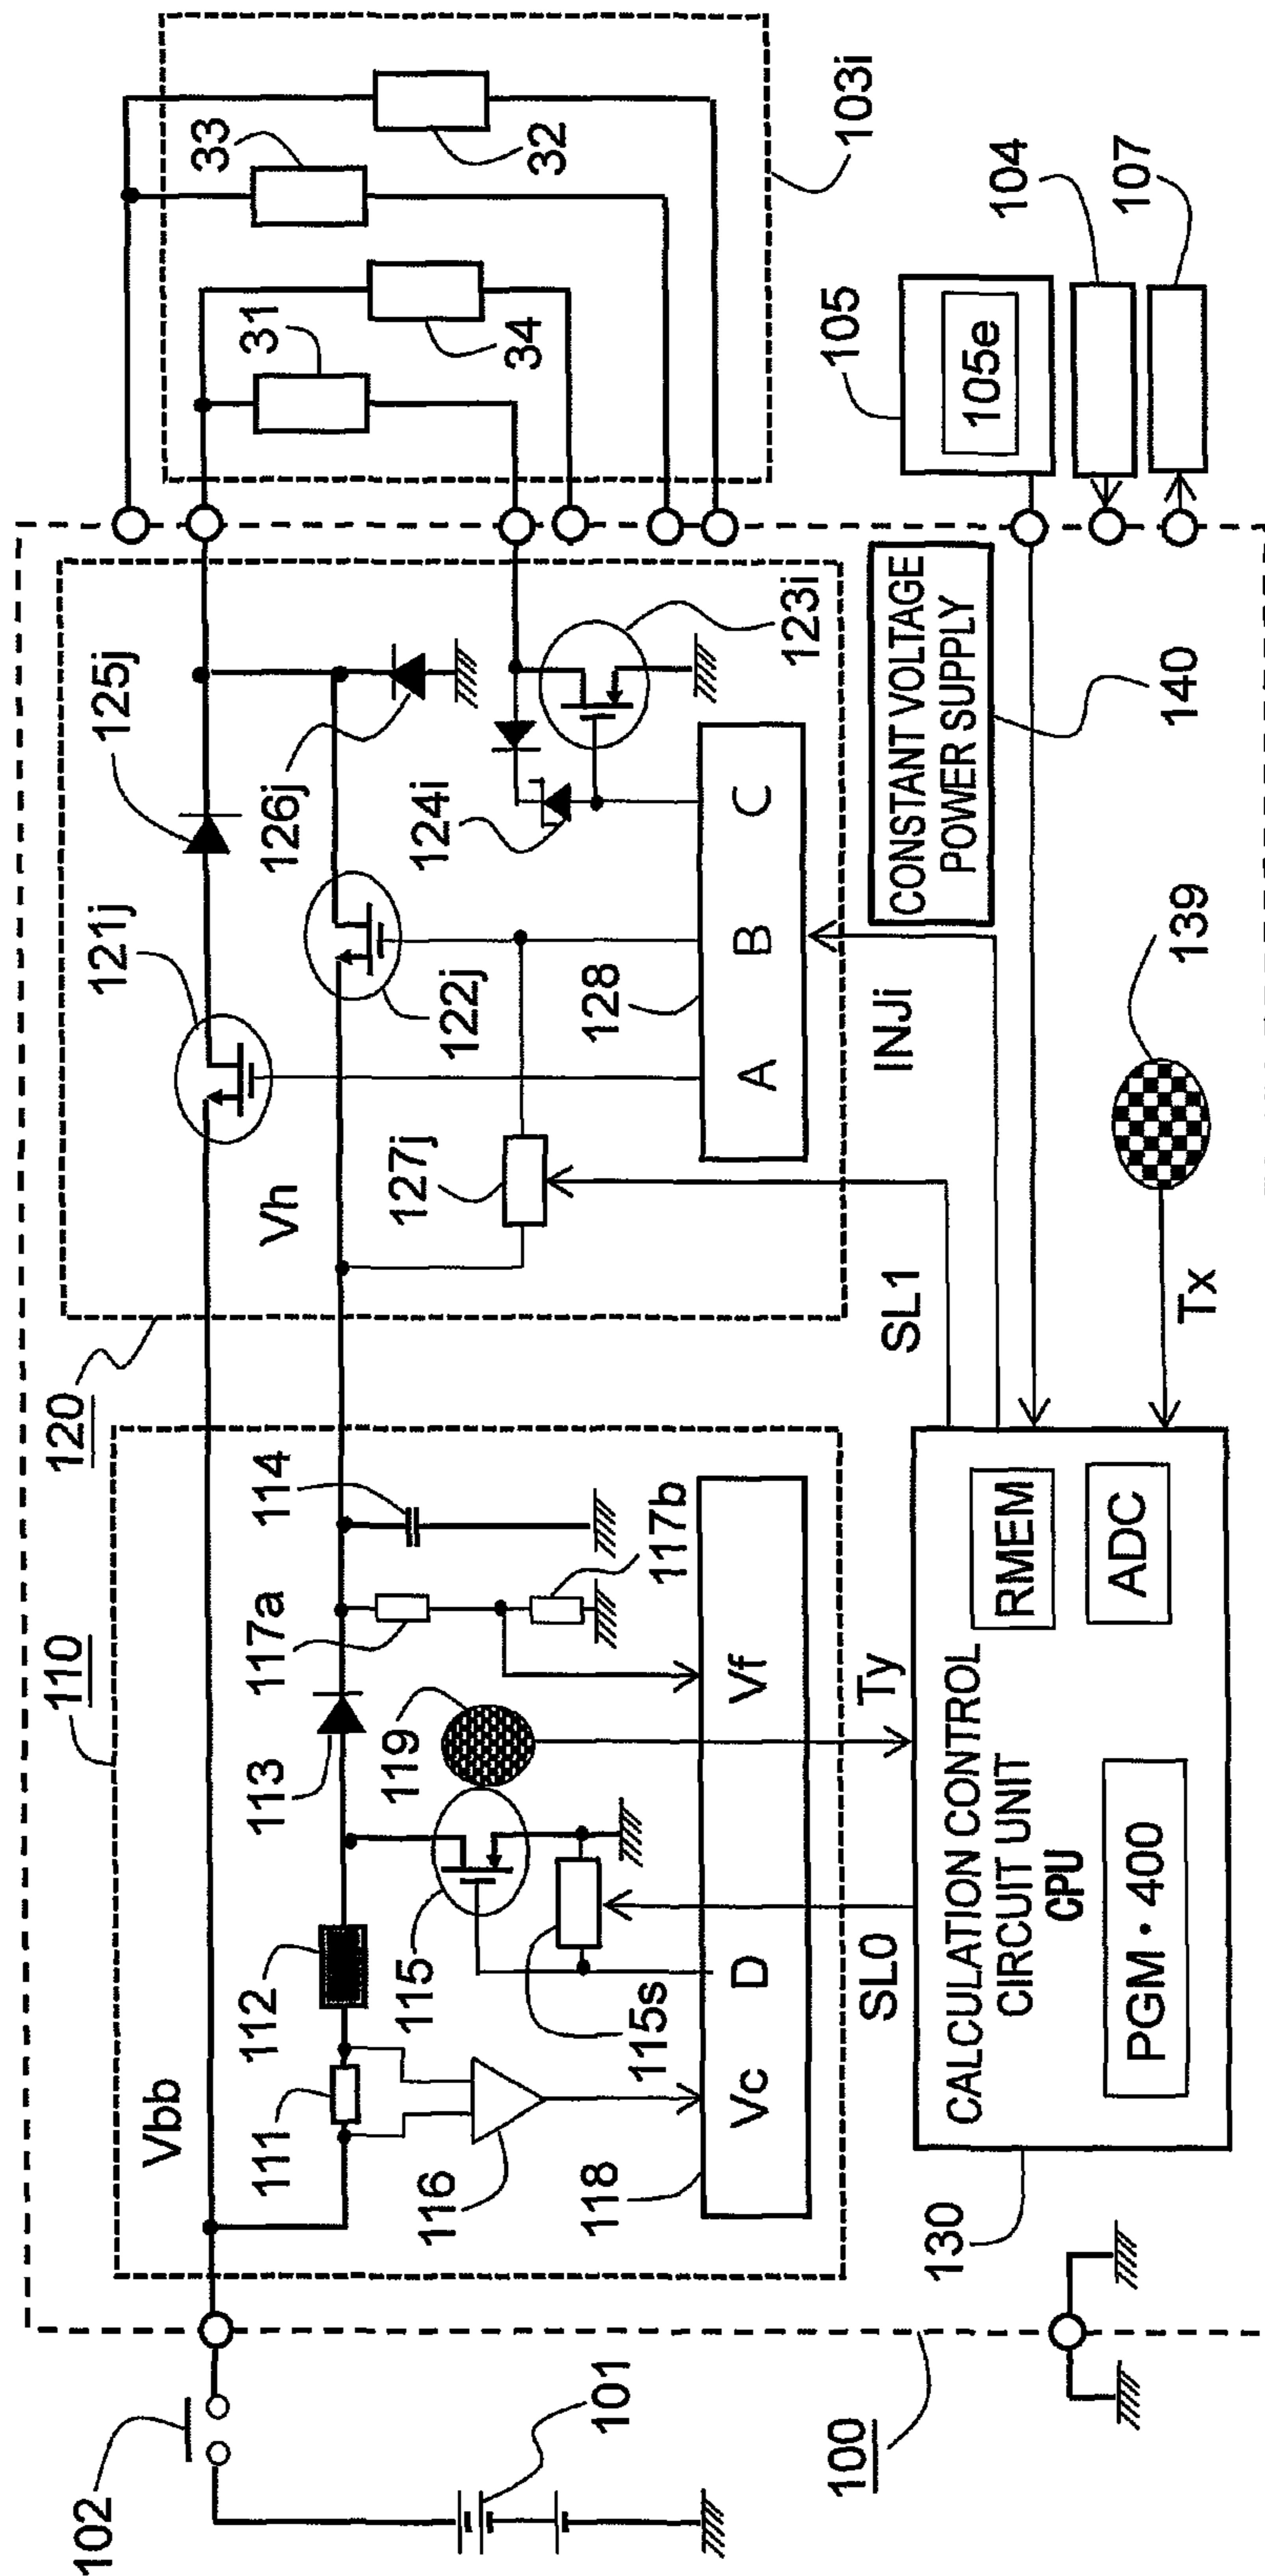 102
101
100
110
Vbb
111
112
113
117a
114
116
115
119
117b
115s
118
Vc
D
Vf
SL0
Ty
130
CALCULATION CONTROL
CIRCUIT UNIT
CPU
PGM・400
RMEM
ADC
120
Vh
121j
125j
127j
122j
126j
124i
123i
128
A
B
C
SL1
INJi
Tx
139
CONSTANT VOLTAGE
POWER SUPPLY
140
31
34
33
32
103i
105
105e
104
107